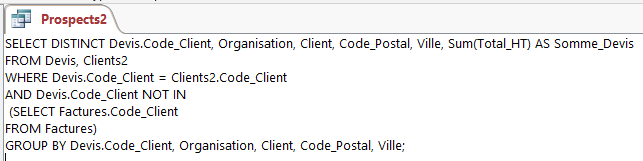 Prospects2
SELECT DISTINCT Devis.Code_Client, Organisation, Client, Code_Postal, Ville, Sum(Total_HT) AS Somme_Devis
FROM Devis, Clients2
WHERE Devis.Code_Client = Clients2.Code_Client
AND Devis.Code_Client NOT IN
(SELECT Factures.Code_Client
FROM Factures)
GROUP BY Devis.Code_Client, Organisation, Client, Code_Postal, Ville;